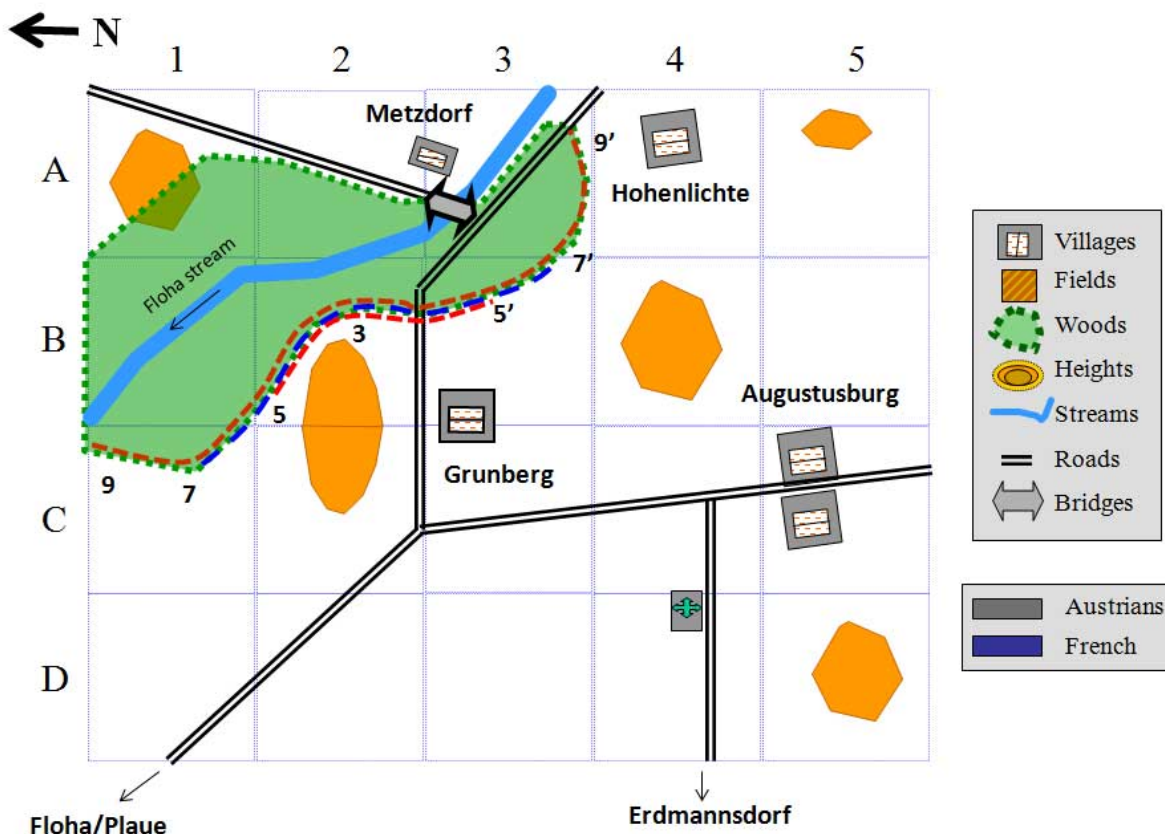 N
1 2 3 4 5
Metzdorf
A
9'
Hohenlichte
Floha stream
7'
5'
B
3
5
Augustusburg
Grunberg
9 7
C
D
Floha/Plaue
Erdmannsdorf
Villages
Fields
Woods
Heights
Streams
Roads
Bridges
Austrians
French